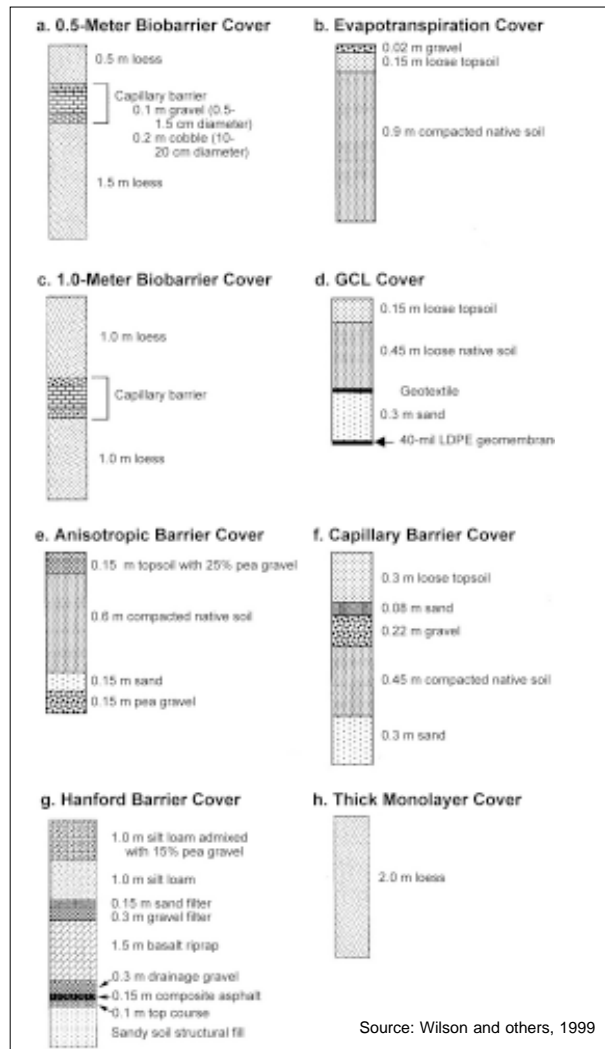 a. 0.5-Meter Biobarrier Cover
0.5 m loess
Capillary barrier
0.1 m gravel (0.5-
1.5 cm diameter)
0.2 m cobble (10-
20 cm diameter)
1.5 m loess
b. Evapotranspiration Cover
0.02 m gravel
0.15 m loose topsoil
0.9 m compacted native soil
c. 1.0-Meter Biobarrier Cover
1.0 m loess
Capillary barrier
1.0 m loess
d. GCL Cover
0.15 m loose topsoil
0.45 m loose native soil
Geotextile
0.3 m sand
40-mil LDPE geomembran
e. Anisotropic Barrier Cover
0.15 m topsoil with 25% pea gravel
0.6 m compacted native soil
0.15 m sand
0.15 m pea gravel
f. Capillary Barrier Cover
0.3 m loose topsoil
0.08 m sand
0.22 m gravel
0.45 m compacted native soil
0.3 m sand
g. Hanford Barrier Cover
1.0 m silt loam admixed
with 15% pea gravel
1.0 m silt loam
0.15 m sand filter
0.3 m gravel filter
1.5 m basalt riprap
0.3 m drainage gravel
0.15 m composite asphalt
0.1 m top course
Sandy soil structural fill
h. Thick Monolayer Cover
2.0 m loess
Source: Wilson and others, 1999